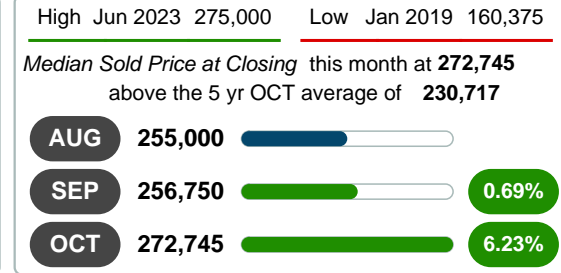 High Jun 2023 275,000 Low Jan 2019 160,375
Median Sold Price at Closing this month at 272,745
above the 5 yr OCT average of 230,717
AUG 255,000
SEP 256,750 0.69%
OCT 272,745 6.23%